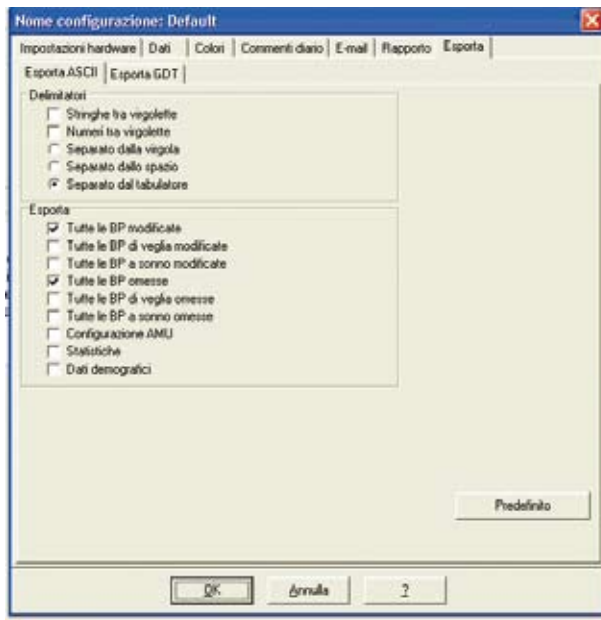 Nome configurazione: Default
Impostazioni hardware Dati Colori Commenti diario E-mail Rapporto Esporta
Esporta ASCII Esporta GDT
Delimitatori
Stringhe tra virgolette
Numeri tra virgolette
Separato dalla virgola
Separato dallo spazio
Separato dal tabulatore
Esporta
Tutte le BP modificate
Tutte le BP di veglia modificate
Tutte le BP a sonno modificate
Tutte le BP omesse
Tutte le BP di veglia omesse
Tutte le BP a sonno omesse
Configurazione AMU
Statistiche
Dati demografici
Predefinito
OK Annulla ?